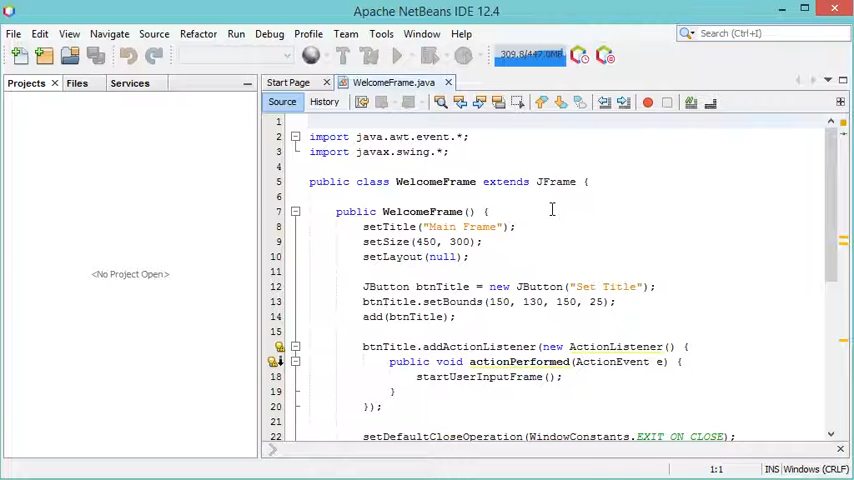 Apache NetBeans IDE 12.4
File Edit View Navigate Source Refactor Run Debug Profile Team Tools Window Help Search (Ctrl+I)
309.8/447.0MB
Projects Files Services
Start Page WelcomeFrame.java
Source History
<No Project Open>
1
2 import java.awt.event.*;
3 import javax.swing.*;
4
5 public class WelcomeFrame extends JFrame {
6
7 public WelcomeFrame() {
8 setTitle("Main Frame");
9 setSize(450, 300);
10 setLayout(null);
11
12 JButton btnTitle = new JButton("Set Title");
13 btnTitle.setBounds(150, 130, 150, 25);
14 add(btnTitle);
15
btnTitle.addActionListener(new ActionListener() {
public void actionPerformed(ActionEvent e) {
18 startUserInputFrame();
19 }
20 });
21
22 setDefaultCloseOperation(WindowConstants.EXIT_ON_CLOSE);
1:1 INS Windows (CRLF)